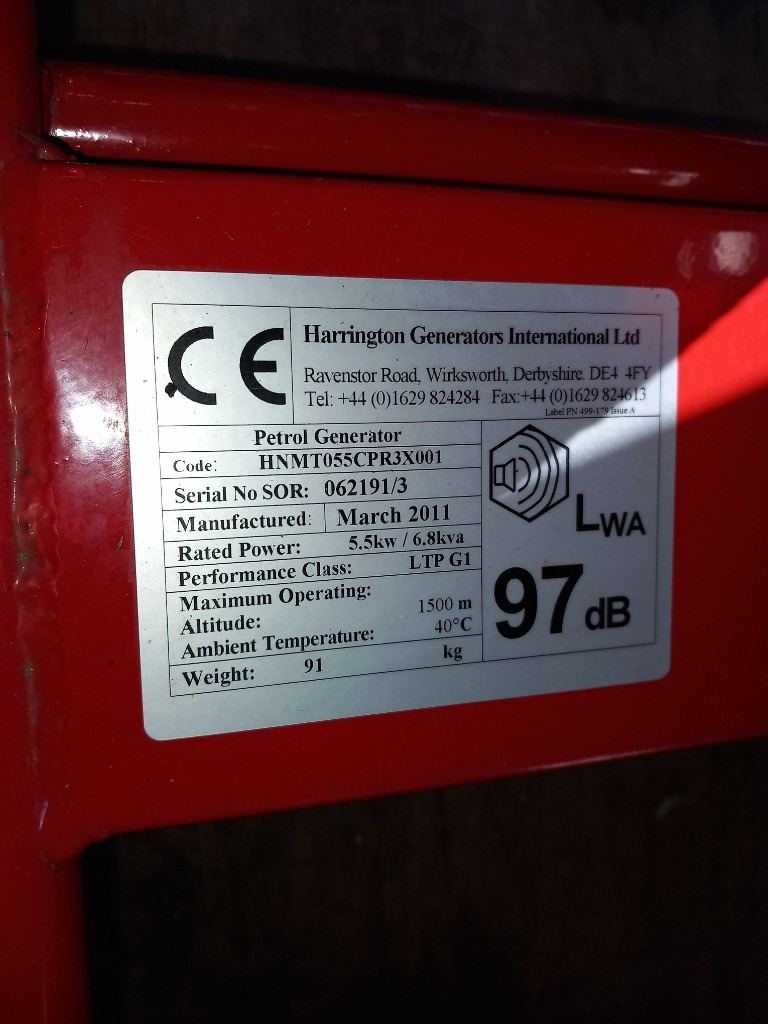 CE
Harrington Generators International Ltd
Ravenstor Road, Wirksworth, Derbyshire. DE4 4FY
Tel: +44 (0)1629 824284 Fax:+44 (0)1629 824613
Label PN 499-179 Issue A
Petrol Generator
Code: HNMT055CPR3X001
Serial No SOR: 062191/3
Manufactured: March 2011
Rated Power: 5.5kw / 6.8kva
Performance Class: LTP G1
Maximum Operating:
Altitude: 1500 m
Ambient Temperature: 40°C
Weight: 91 kg
LWA
97 dB